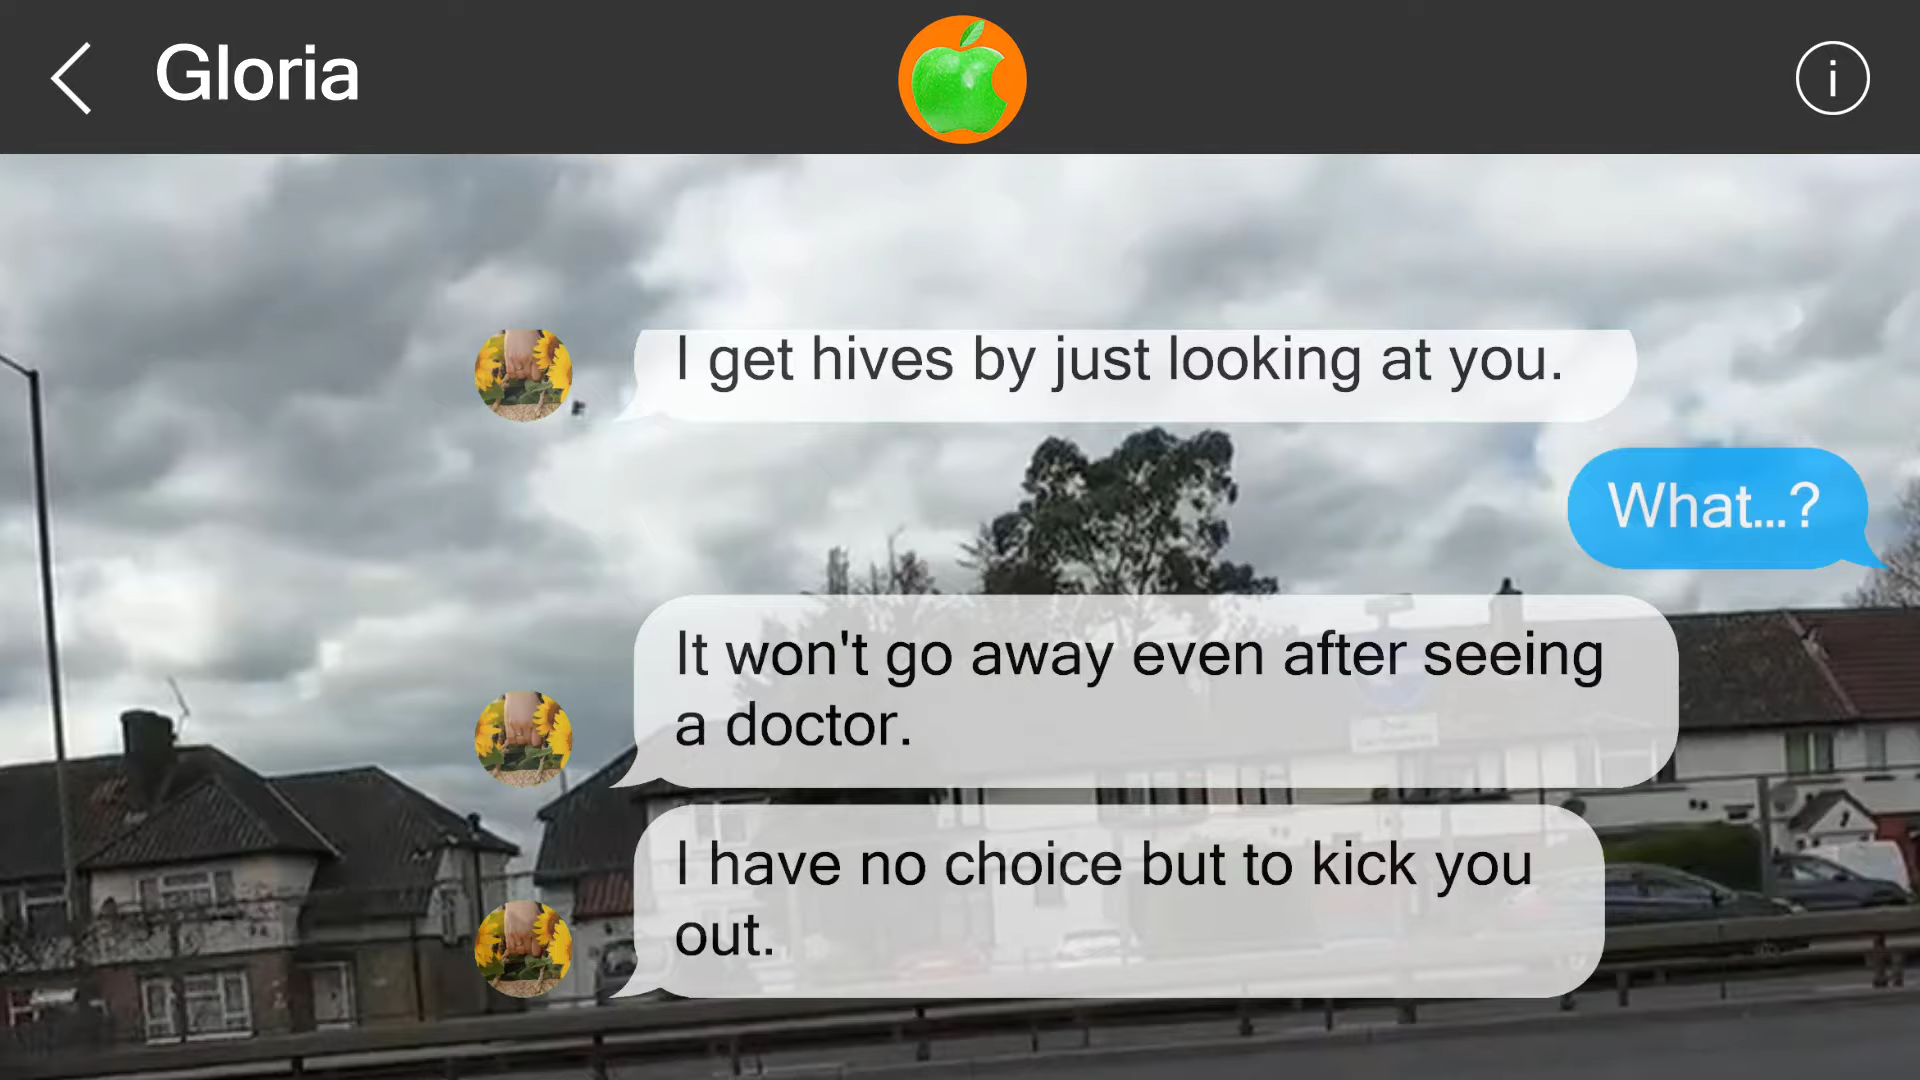 Gloria
i
I get hives by just looking at you.
What...?
It won't go away even after seeing
a doctor.
I have no choice but to kick you
out.